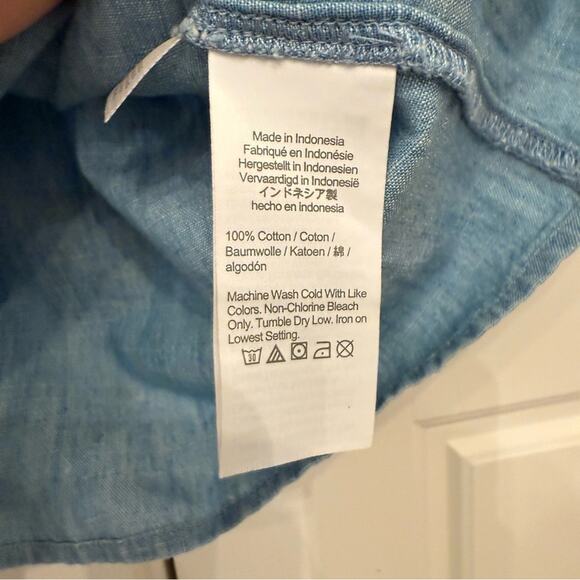 Made in Indonesia
Fabriqué en Indonésie
Hergestellt in Indonesien
Vervaardigd in Indonesië
インドネシア製
hecho en indonesia
100% Cotton / Coton /
Baumwolle / Katoen / 綿 /
algodón
Machine Wash Cold With Like
Colors. Non-Chlorine Bleach
Only. Tumble Dry Low. Iron on
Lowest Setting.
30